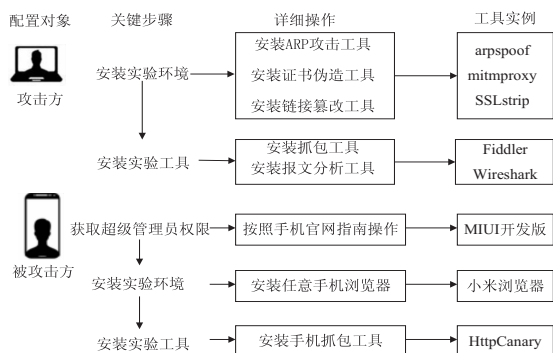 配置对象 关键步骤 详细操作 工具实例
攻击方
安装实验环境
安装ARP攻击工具
安装证书伪造工具
安装链接篡改工具
arpspoof
mitmproxy
SSLstrip
安装实验工具
安装抓包工具
安装报文分析工具
Fiddler
Wireshark
被攻击方
获取超级管理员权限 按照手机官网指南操作 MIUI开发版
安装实验环境 安装任意手机浏览器 小米浏览器
安装实验工具 安装手机抓包工具 HttpCanary